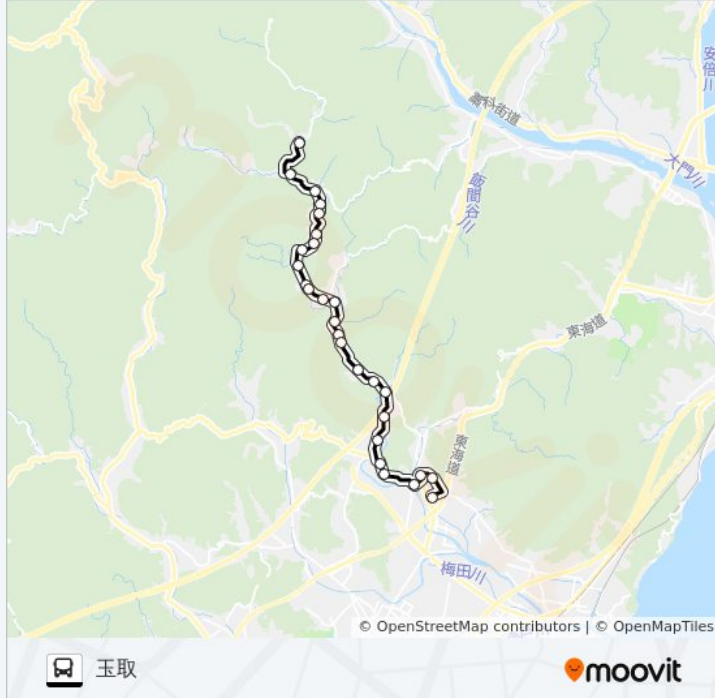 安倍川
藁科街道
大門川
飯間谷川
東海道
東海道
梅田川
© OpenStreetMap contributors | © OpenMapTiles
玉取
moovit